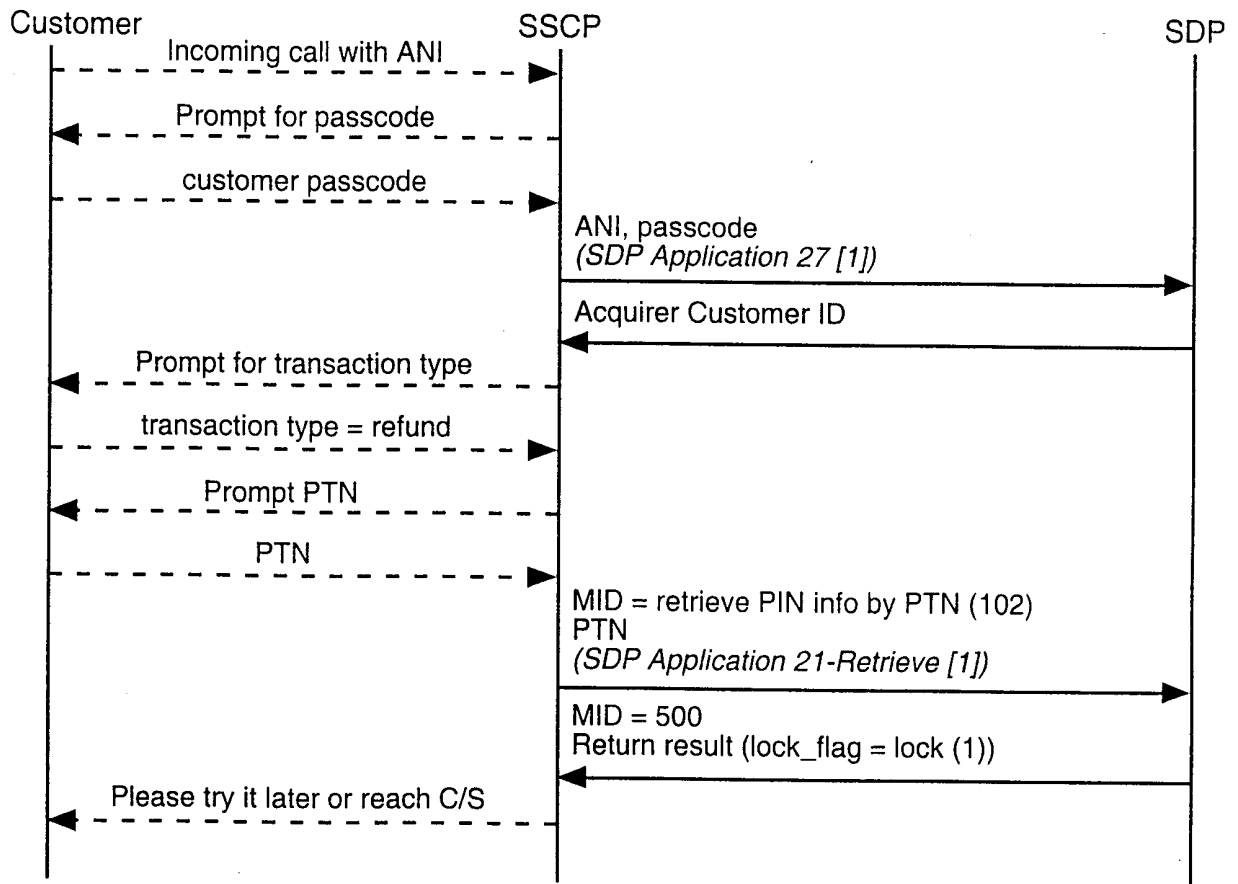 Customer
SSCP
SDP
Incoming call with ANI
Prompt for passcode
customer passcode
ANI, passcode
(SDP Application 27 [1])
Acquirer Customer ID
Prompt for transaction type
transaction type = refund
Prompt PTN
PTN
MID = retrieve PIN info by PTN (102)
PTN
(SDP Application 21-Retrieve [1])
MID = 500
Return result (lock_flag = lock (1))
Please try it later or reach C/S